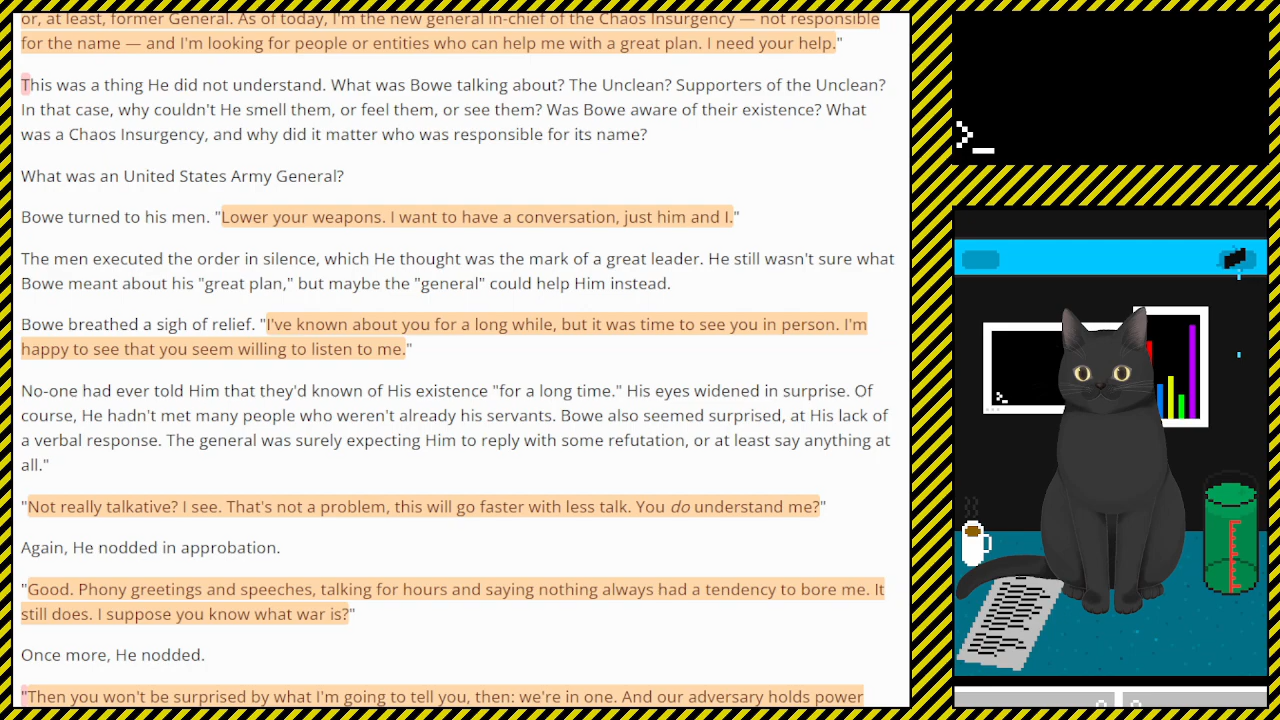 or, at least, former General. As of today, I'm the new general in-chief of the Chaos Insurgency — not responsible
for the name — and I'm looking for people or entities who can help me with a great plan. I need your help."
This was a thing He did not understand. What was Bowe talking about? The Unclean? Supporters of the Unclean?
In that case, why couldn't He smell them, or feel them, or see them? Was Bowe aware of their existence? What
was a Chaos Insurgency, and why did it matter who was responsible for its name?
What was an United States Army General?
Bowe turned to his men. "Lower your weapons. I want to have a conversation, just him and I."
The men executed the order in silence, which He thought was the mark of a great leader. He still wasn't sure what
Bowe meant about his "great plan," but maybe the "general" could help Him instead.
Bowe breathed a sigh of relief. "I've known about you for a long while, but it was time to see you in person. I'm
happy to see that you seem willing to listen to me."
No-one had ever told Him that they'd known of His existence "for a long time." His eyes widened in surprise. Of
course, He hadn't met many people who weren't already his servants. Bowe also seemed surprised, at His lack of
a verbal response. The general was surely expecting Him to reply with some refutation, or at least say anything at
all."
"Not really talkative? I see. That's not a problem, this will go faster with less talk. You do understand me?"
Again, He nodded in approbation.
"Good. Phony greetings and speeches, talking for hours and saying nothing always had a tendency to bore me. It
still does. I suppose you know what war is?"
Once more, He nodded.
"Then you won't be surprised by what I'm going to tell you, then: we're in one. And our adversary holds power
>_
>_